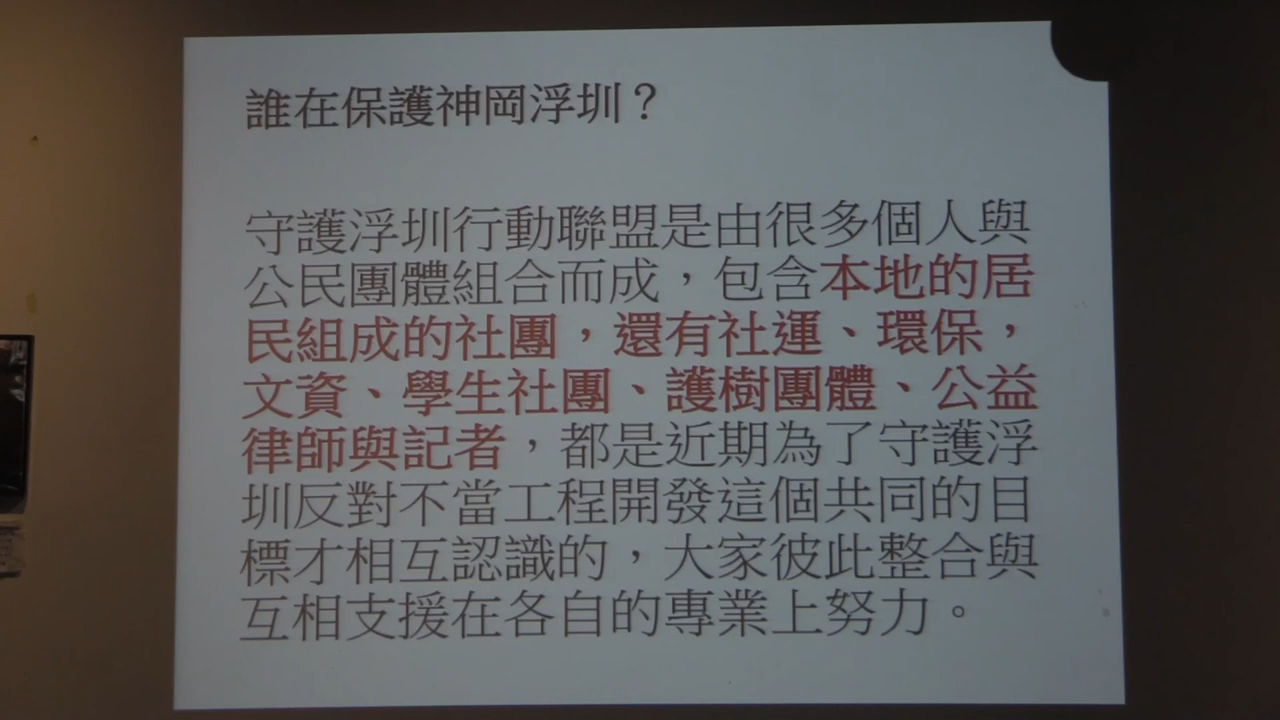 誰在保護神岡浮圳？
守護浮圳行動聯盟是由很多個人與
公民團體組合而成，包含本地的居
民組成的社團，還有社運、環保，
文資、學生社團、護樹團體、公益
律師與記者，都是近期為了守護浮
圳反對不當工程開發這個共同的目
標才相互認識的，大家彼此整合與
互相支援在各自的專業上努力。